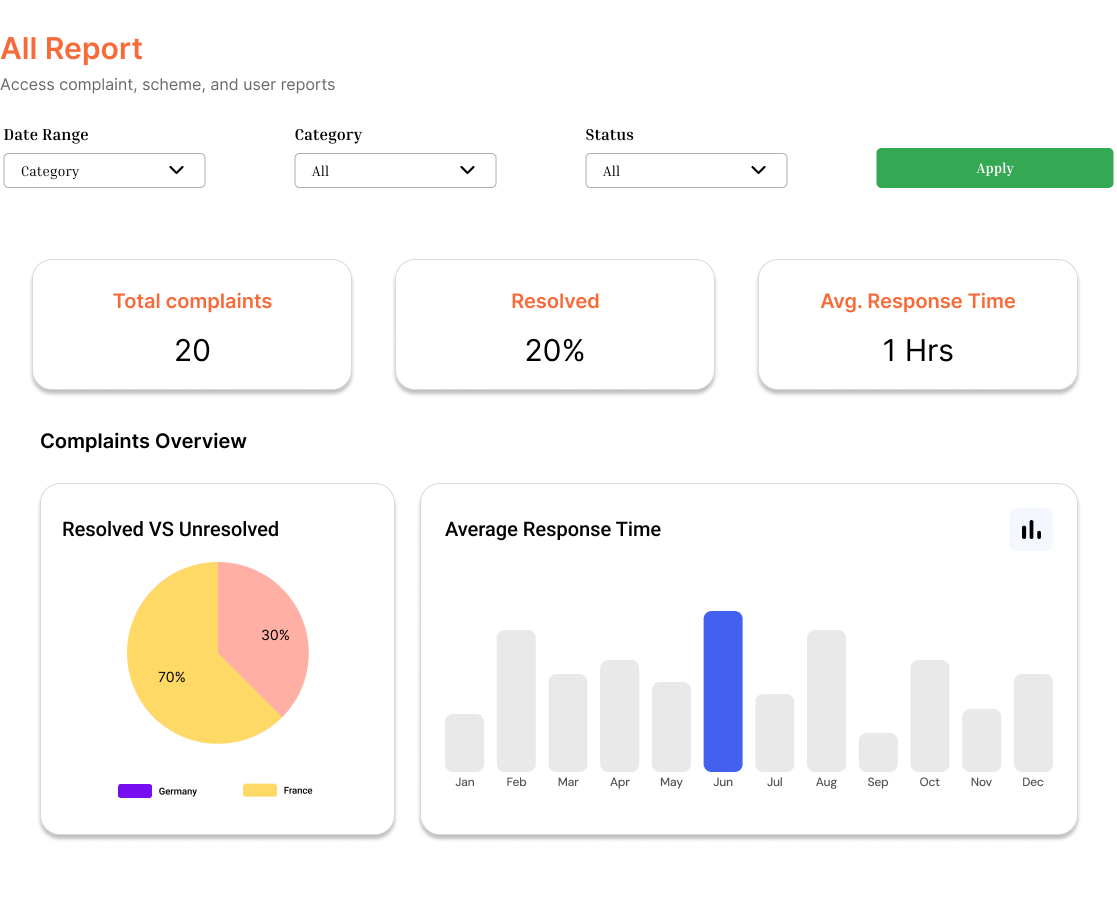 All Report
Access complaint, scheme, and user reports
Date Range
Category
Status
Category
All
All
Apply
Total complaints
20
Resolved
20%
Avg. Response Time
1 Hrs
Complaints Overview
Resolved VS Unresolved
30%
70%
Germany
France
Average Response Time
Jan
Feb
Mar
Apr
May
Jun
Jul
Aug
Sep
Oct
Nov
Dec